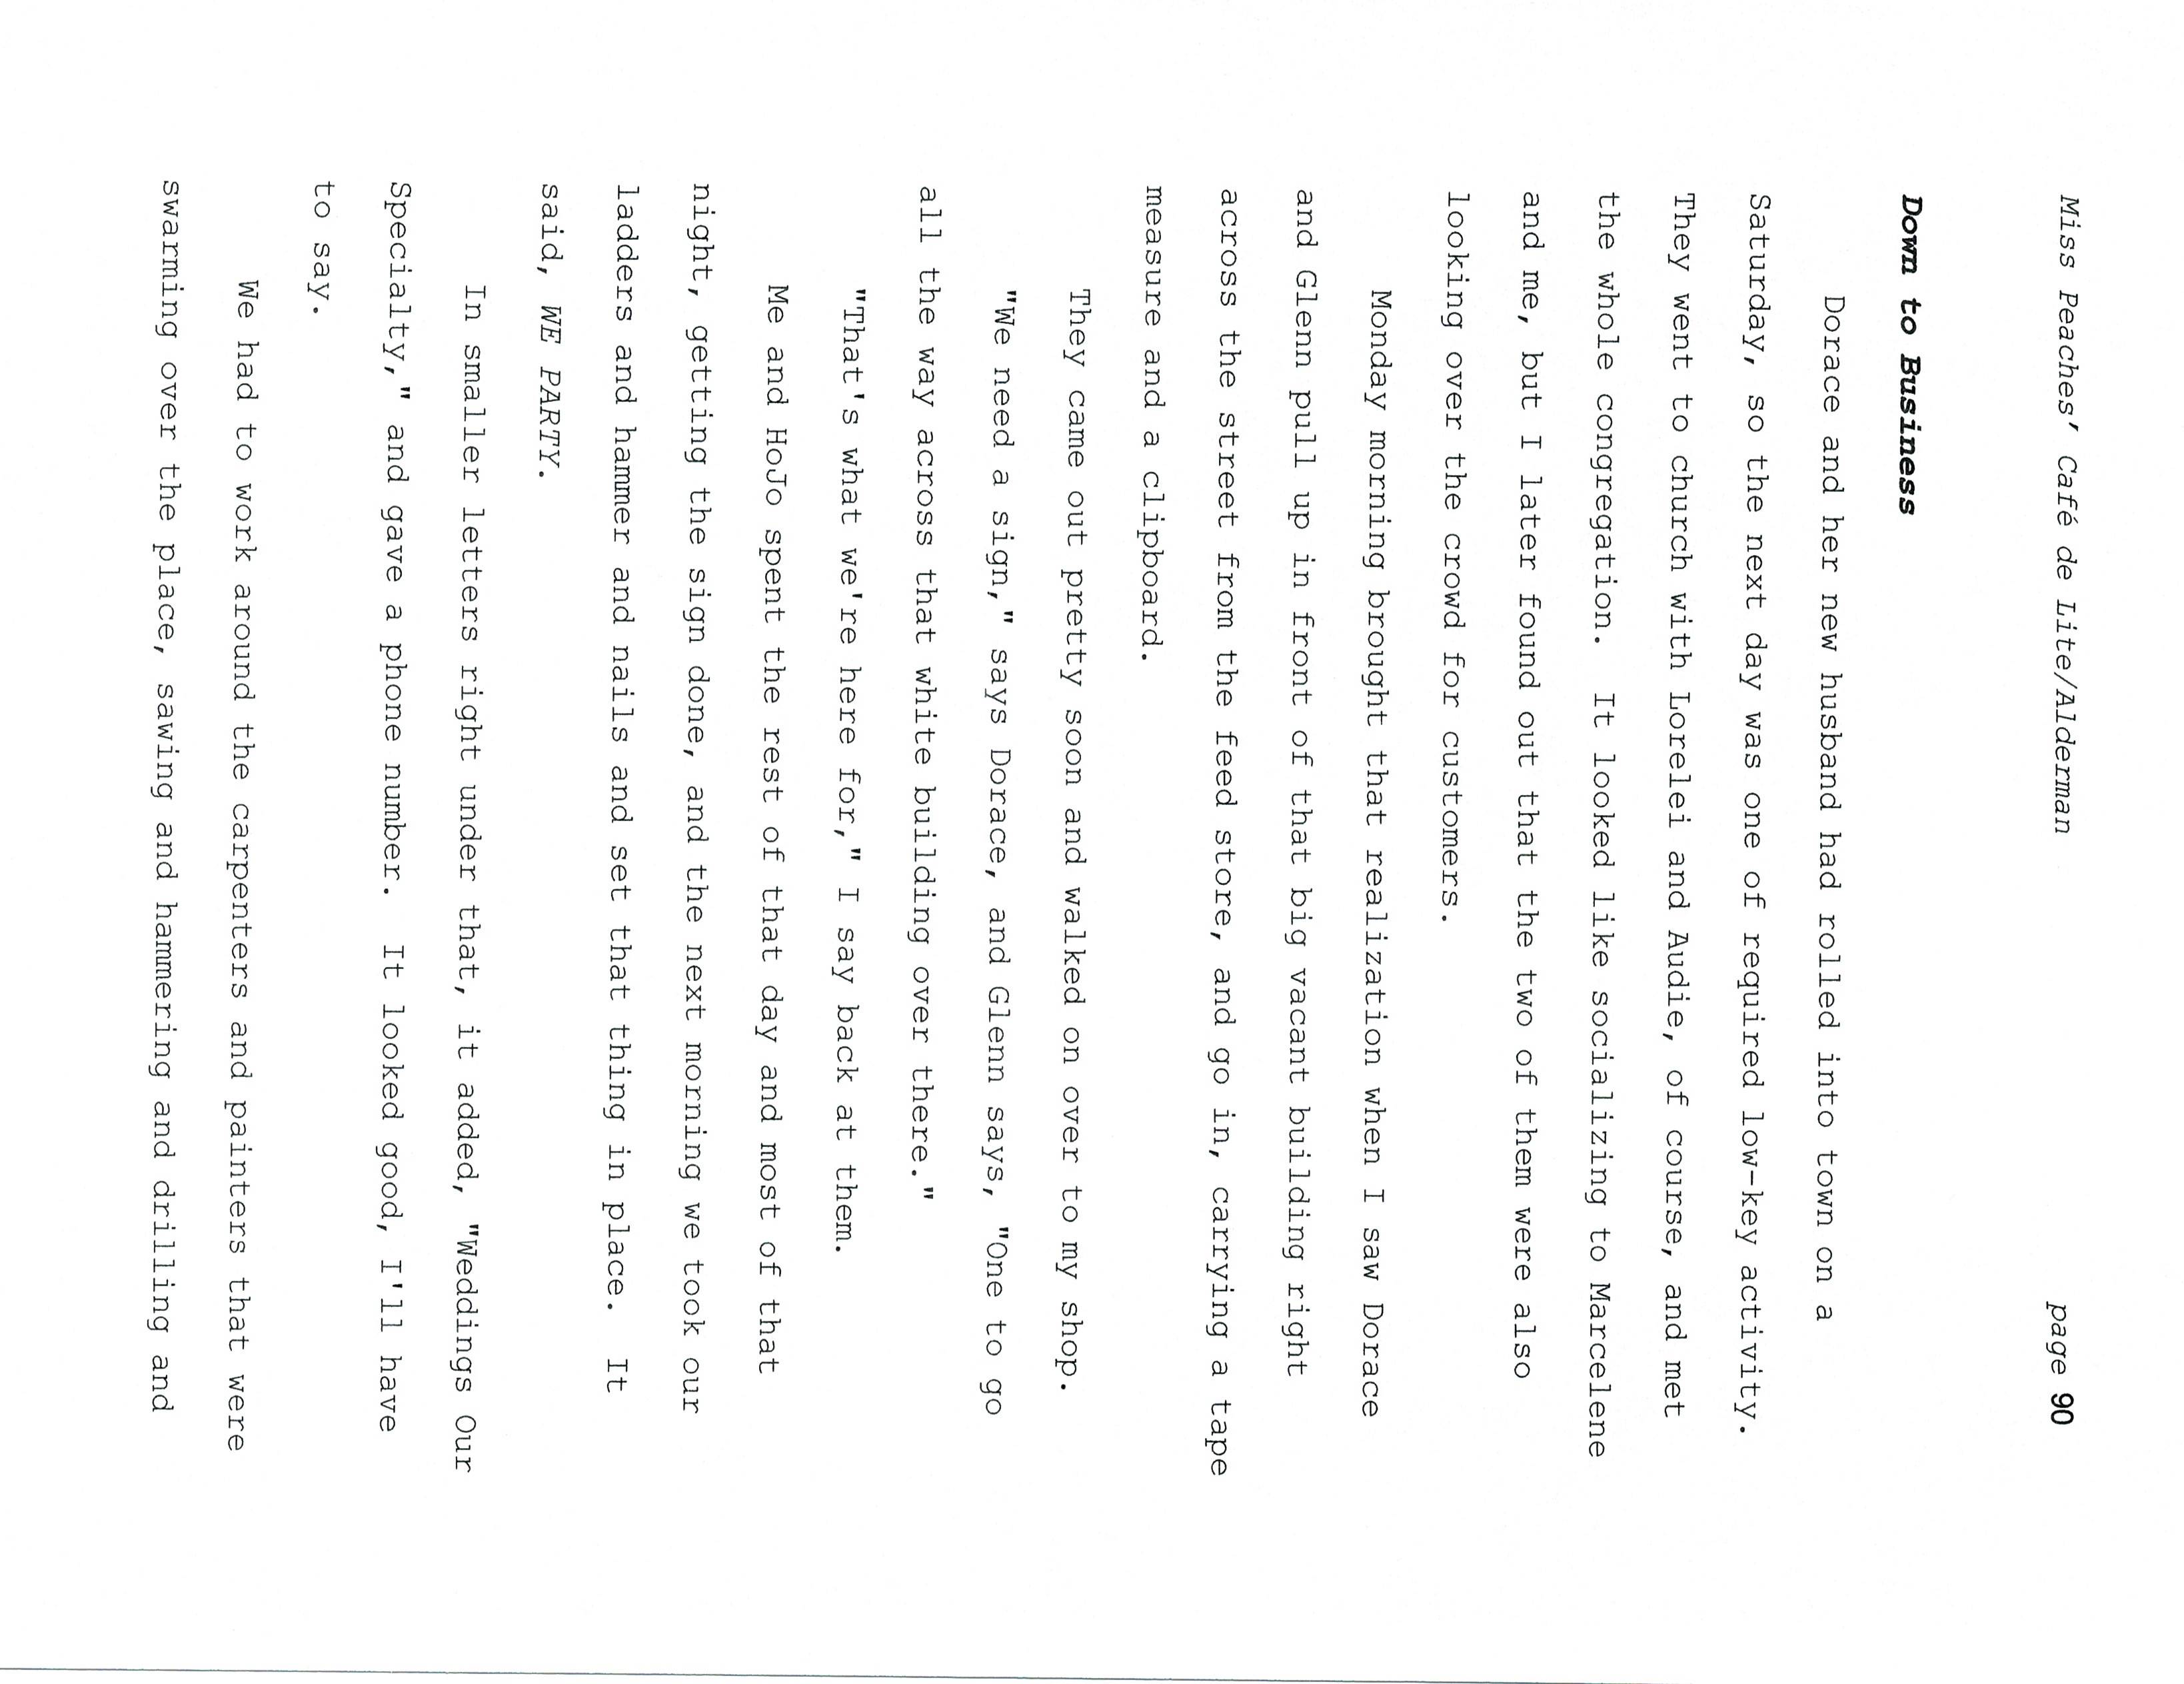 Miss Peaches' Café de Lite/Alderman page 90
Down to Business
Dorace and her new husband had rolled into town on a
Saturday, so the next day was one of required low-key activity.
They went to church with Lorelei and Audie, of course, and met
the whole congregation.  It looked like socializing to Marcelene
and me, but I later found out that the two of them were also
looking over the crowd for customers.
Monday morning brought that realization when I saw Dorace
and Glenn pull up in front of that big vacant building right
across the street from the feed store, and go in, carrying a tape
measure and a clipboard.
They came out pretty soon and walked on over to my shop.
"We need a sign," says Dorace, and Glenn says, "One to go
all the way across that white building over there."
"That's what we're here for," I say back at them.
Me and HoJo spent the rest of that day and most of that
night, getting the sign done, and the next morning we took our
ladders and hammer and nails and set that thing in place.  It
said, WE PARTY.
In smaller letters right under that, it added, "Weddings Our
Specialty," and gave a phone number.  It looked good, I'll have
to say.
We had to work around the carpenters and painters that were
swarming over the place, sawing and hammering and drilling and